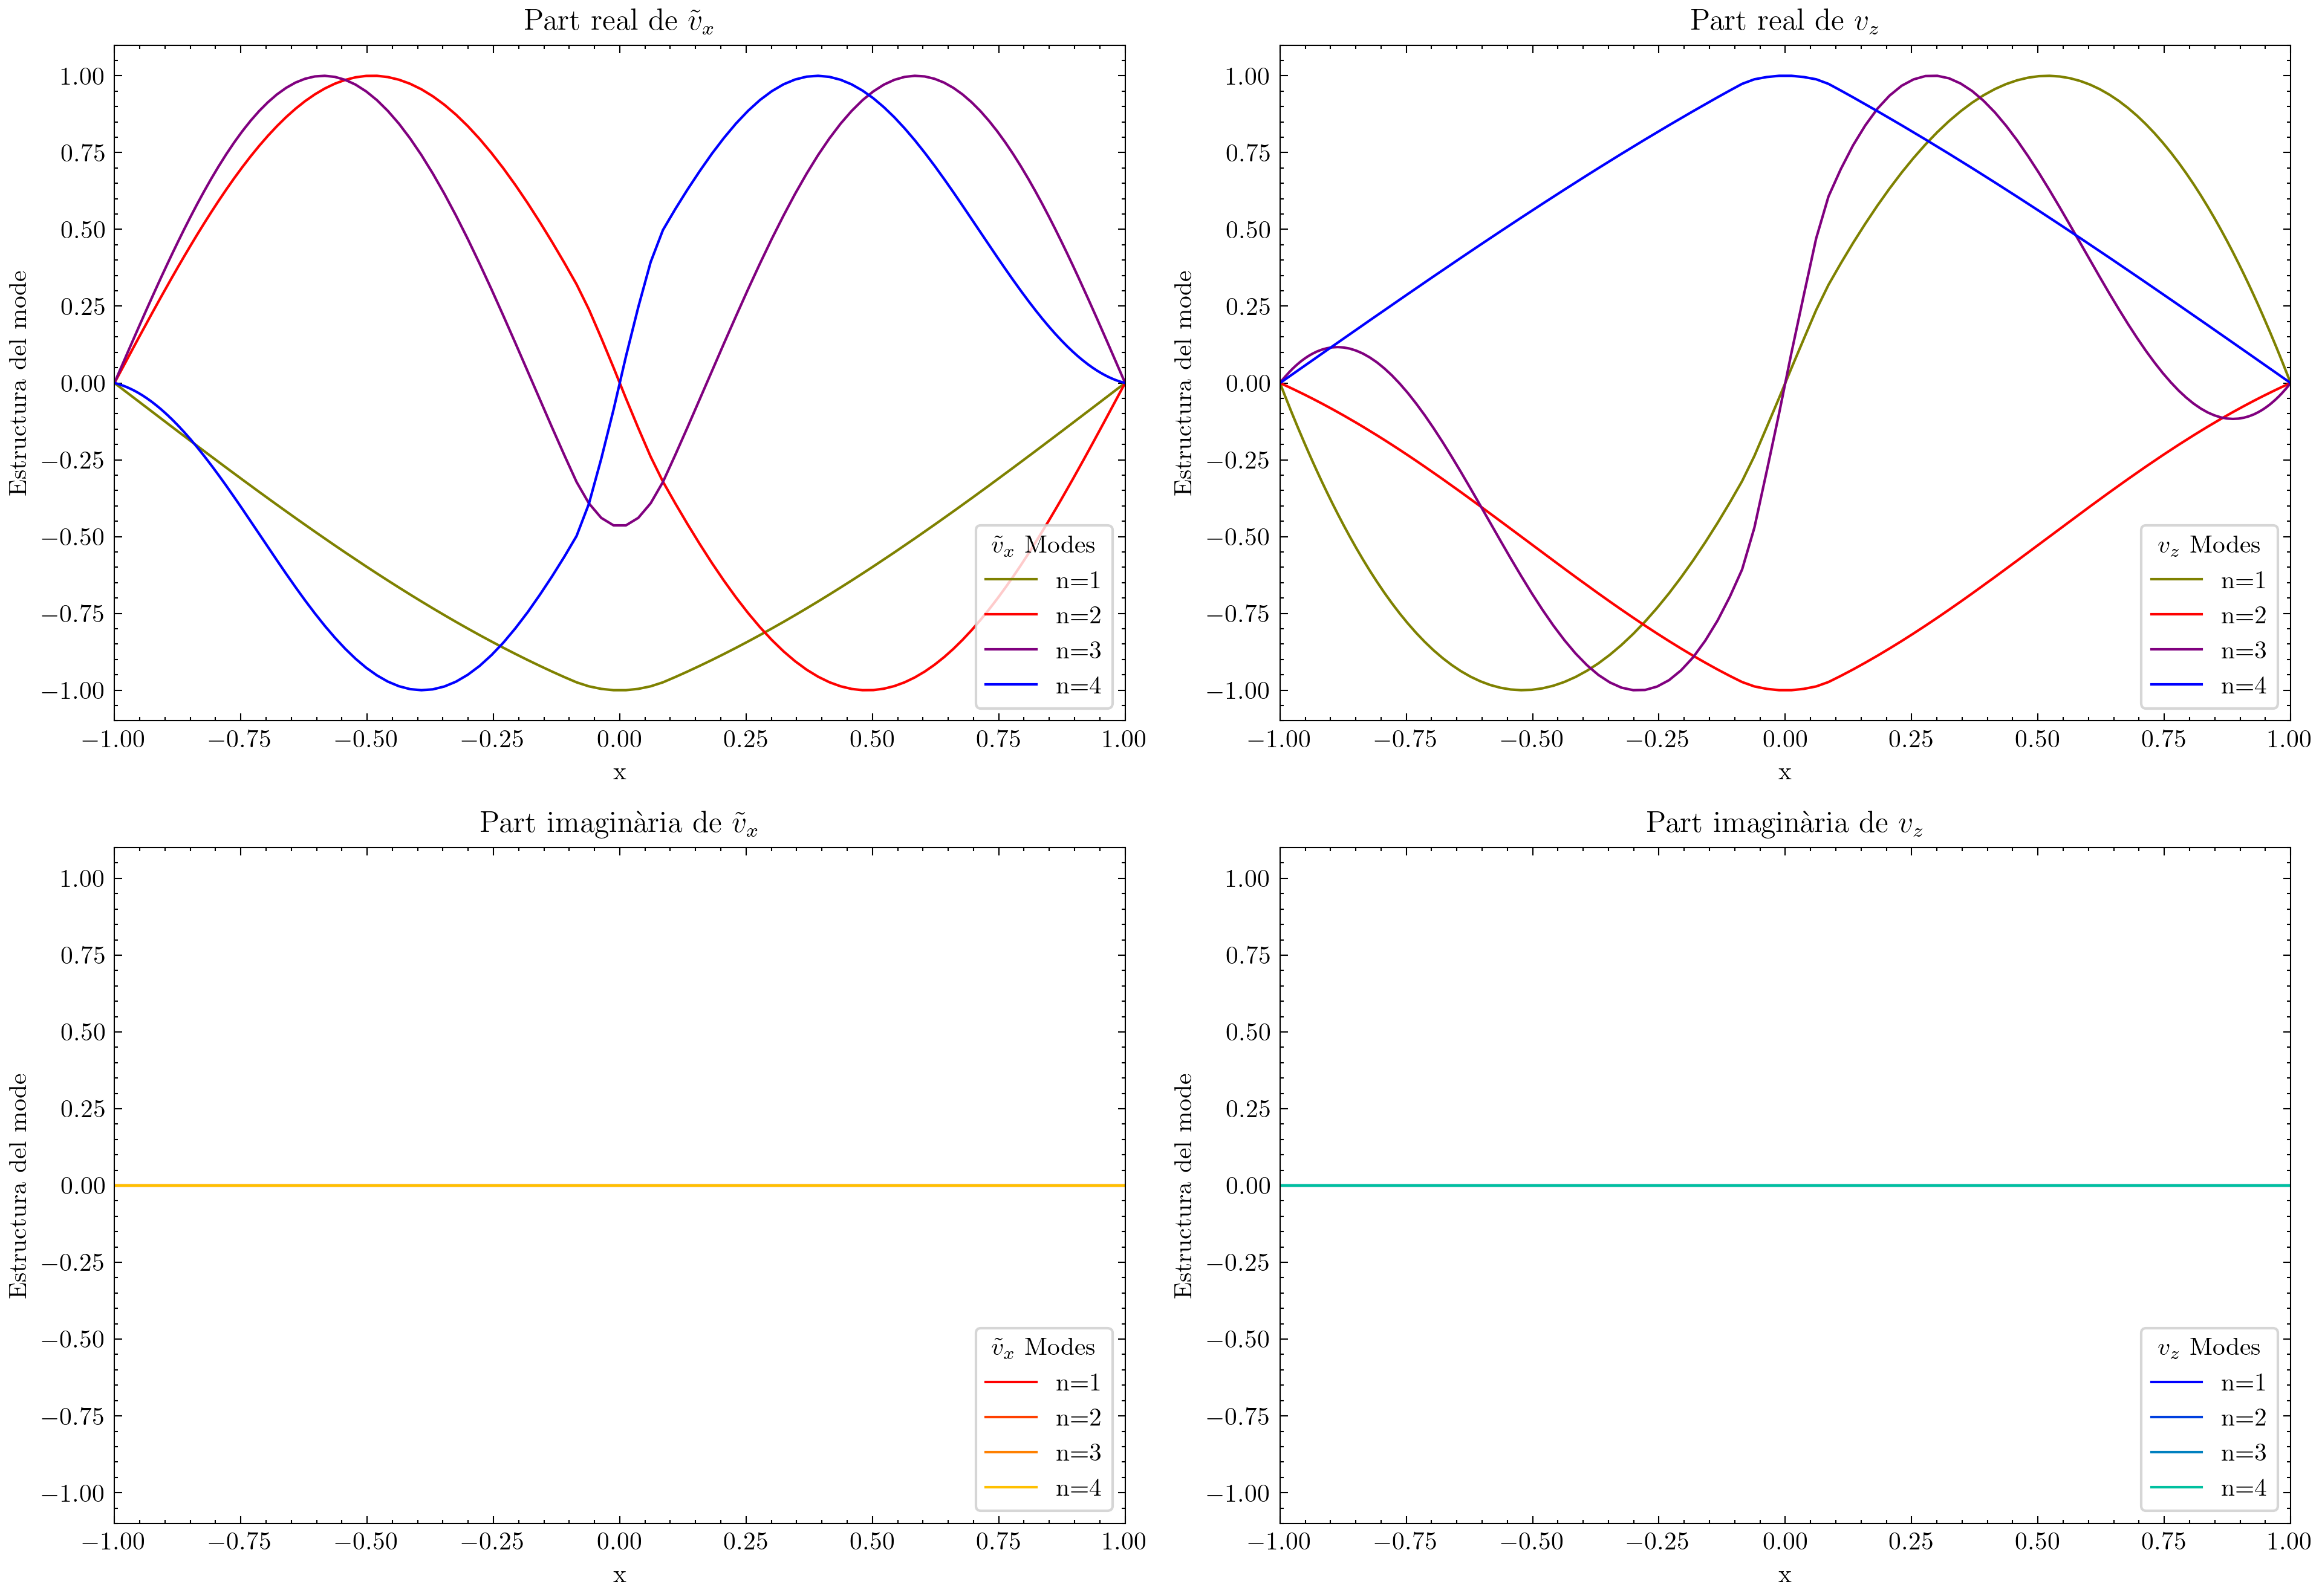 Part real de ṽₓ
Estructura del mode
1.00
0.75
0.50
0.25
0.00
−0.25
−0.50
−0.75
−1.00
ṽₓ Modes
n=1
n=2
n=3
n=4
−1.00 −0.75 −0.50 −0.25 0.00 0.25 0.50 0.75 1.00
x
Part real de v_z
Estructura del mode
1.00
0.75
0.50
0.25
0.00
−0.25
−0.50
−0.75
−1.00
v_z Modes
n=1
n=2
n=3
n=4
−1.00 −0.75 −0.50 −0.25 0.00 0.25 0.50 0.75 1.00
x
Part imaginària de ṽₓ
Estructura del mode
1.00
0.75
0.50
0.25
0.00
−0.25
−0.50
−0.75
−1.00
ṽₓ Modes
n=1
n=2
n=3
n=4
−1.00 −0.75 −0.50 −0.25 0.00 0.25 0.50 0.75 1.00
x
Part imaginària de v_z
Estructura del mode
1.00
0.75
0.50
0.25
0.00
−0.25
−0.50
−0.75
−1.00
v_z Modes
n=1
n=2
n=3
n=4
−1.00 −0.75 −0.50 −0.25 0.00 0.25 0.50 0.75 1.00
x